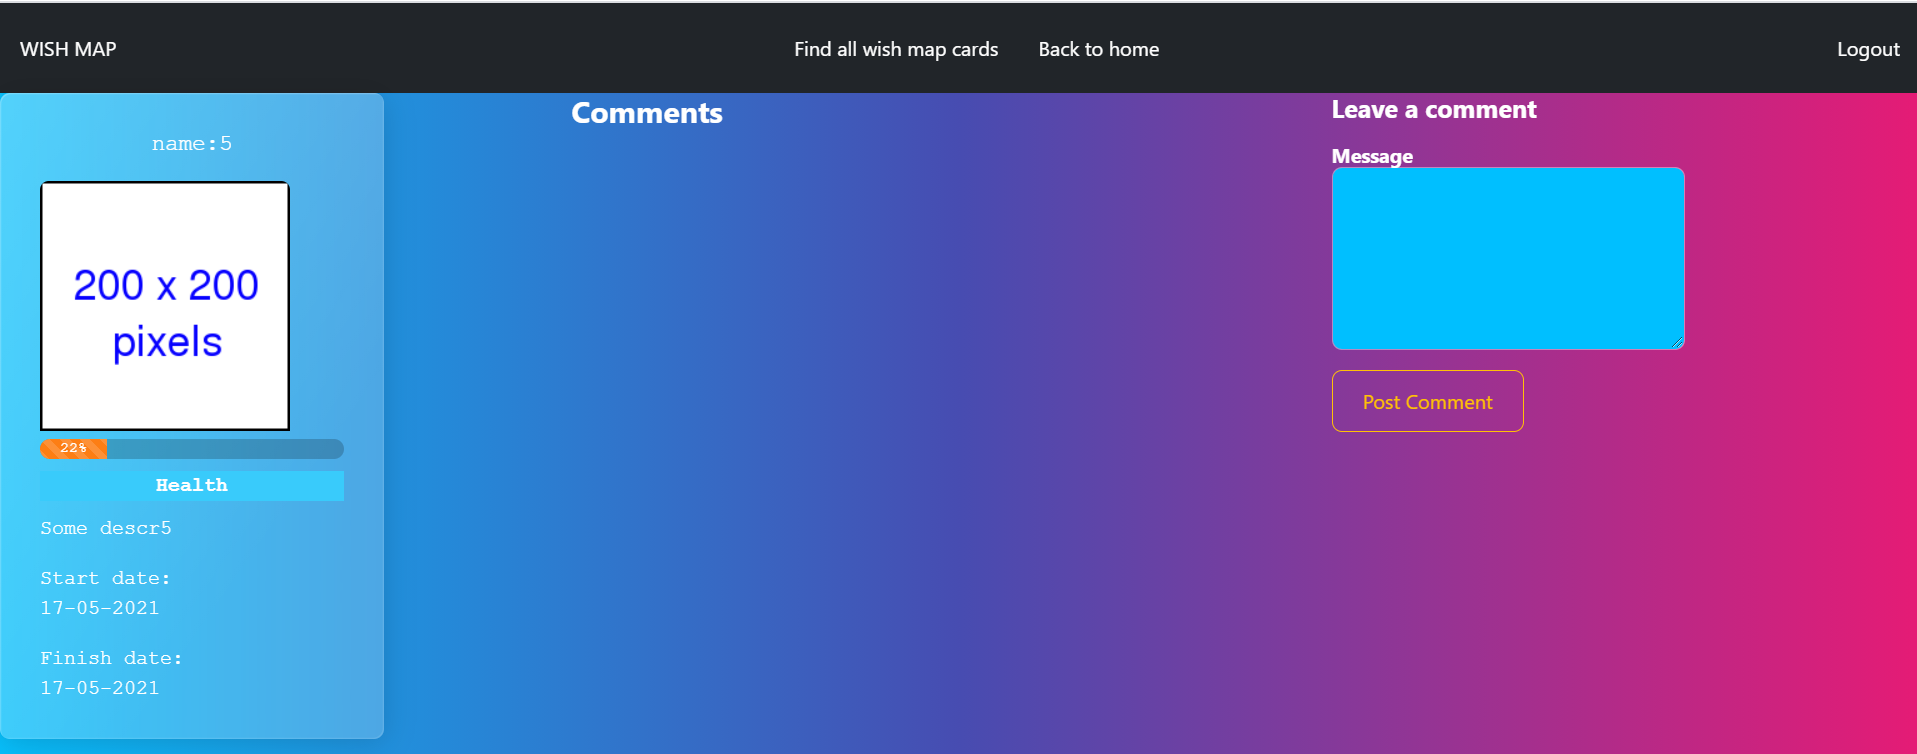 WISH MAP
Find all wish map cards
Back to home
Logout
name:5
200 x 200
pixels
22%
Health
Some descr5
Start date:
17-05-2021
Finish date:
17-05-2021
Comments
Leave a comment
Message
Post Comment